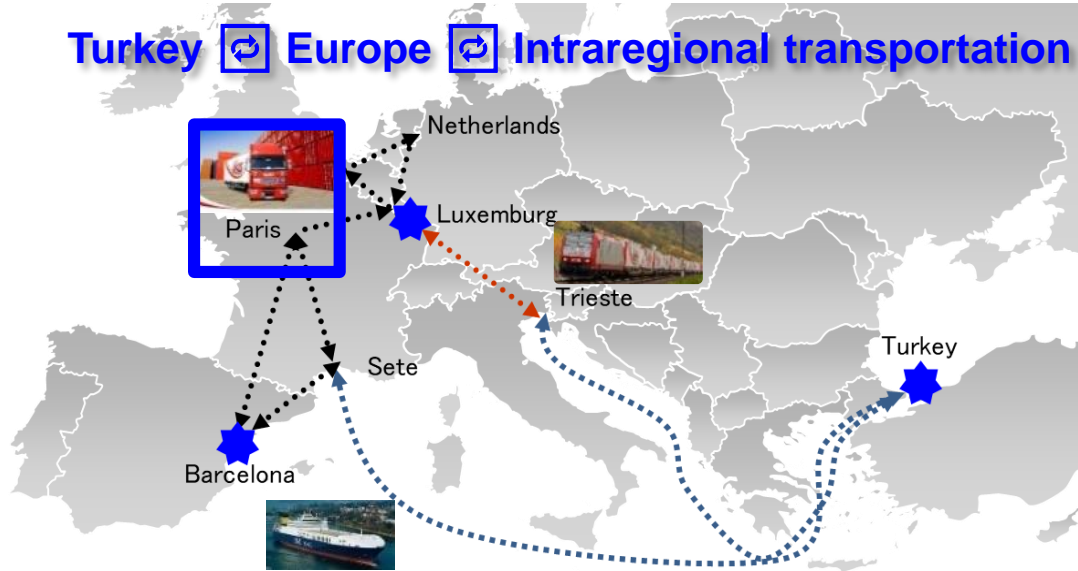 Turkey 🔁 Europe 🔁 Intraregional transportation
Netherlands
Paris
Luxemburg
Trieste
Sete
Turkey
Barcelona